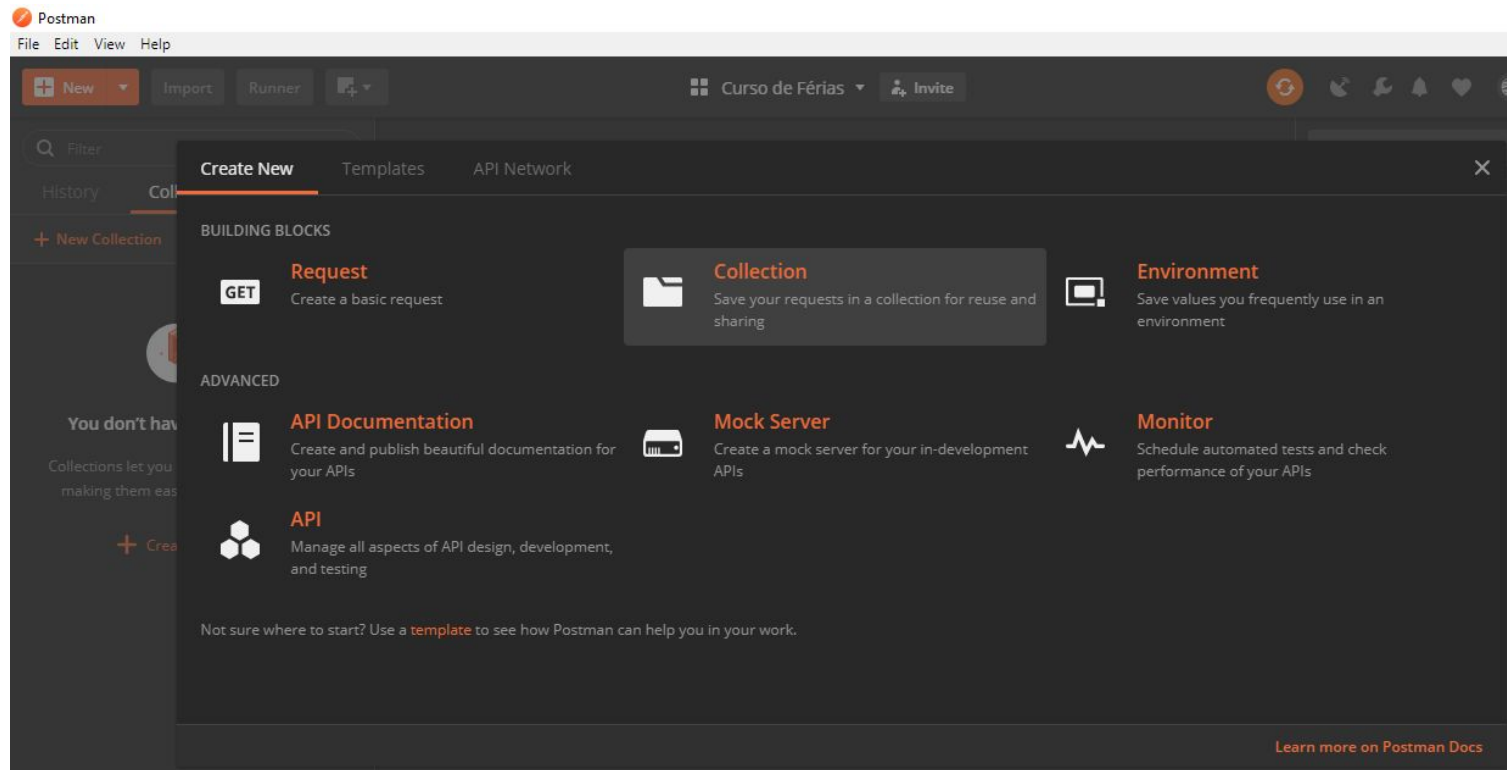 Postman
File Edit View Help
New Import Runner Curso de Férias Invite
Filter
History Coll
+ New Collection
You don't hav
Collections let you
making them eas
+ Crea
Create New Templates API Network
BUILDING BLOCKS
GET
Request
Create a basic request
Collection
Save your requests in a collection for reuse and
sharing
Environment
Save values you frequently use in an
environment
ADVANCED
API Documentation
Create and publish beautiful documentation for
your APIs
Mock Server
Create a mock server for your in-development
APIs
Monitor
Schedule automated tests and check
performance of your APIs
API
Manage all aspects of API design, development,
and testing
Not sure where to start? Use a template to see how Postman can help you in your work.
Learn more on Postman Docs